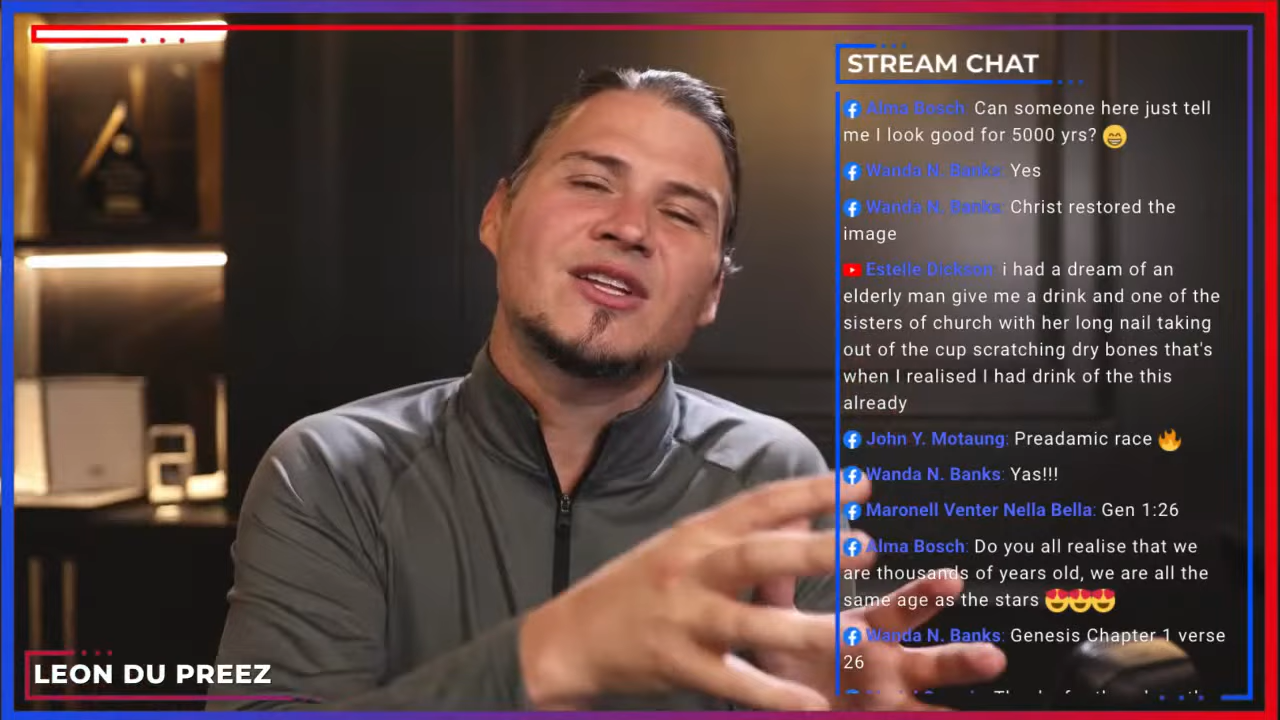 STREAM CHAT
Alma Bosch: Can someone here just tell
me I look good for 5000 yrs? 😁
Wanda N. Banks: Yes
Wanda N. Banks: Christ restored the
image
Estelle Dickson: i had a dream of an
elderly man give me a drink and one of the
sisters of church with her long nail taking
out of the cup scratching dry bones that's
when I realised I had drink of the this
already
John Y. Motaung: Preadamic race 🔥
Wanda N. Banks: Yas!!!
Maronell Venter Nella Bella: Gen 1:26
Alma Bosch: Do you all realise that we
are thousands of years old, we are all the
same age as the stars 😍😍😍
Wanda N. Banks: Genesis Chapter 1 verse
26
LEON DU PREEZ